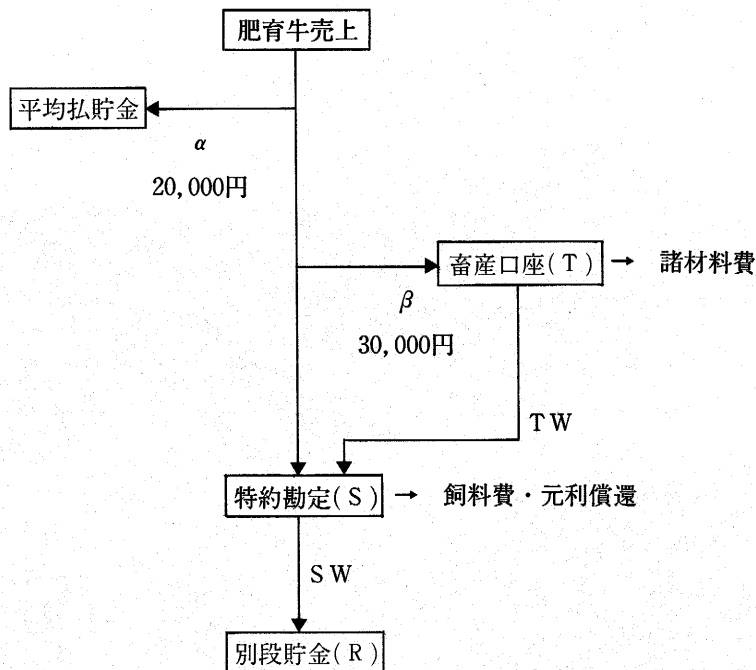 肥育牛売上
平均払貯金
α
20,000円
畜産口座(T) → 諸材料費
β
30,000円
TW
特約勘定(S) → 飼料費・元利償還
SW
別段貯金(R)